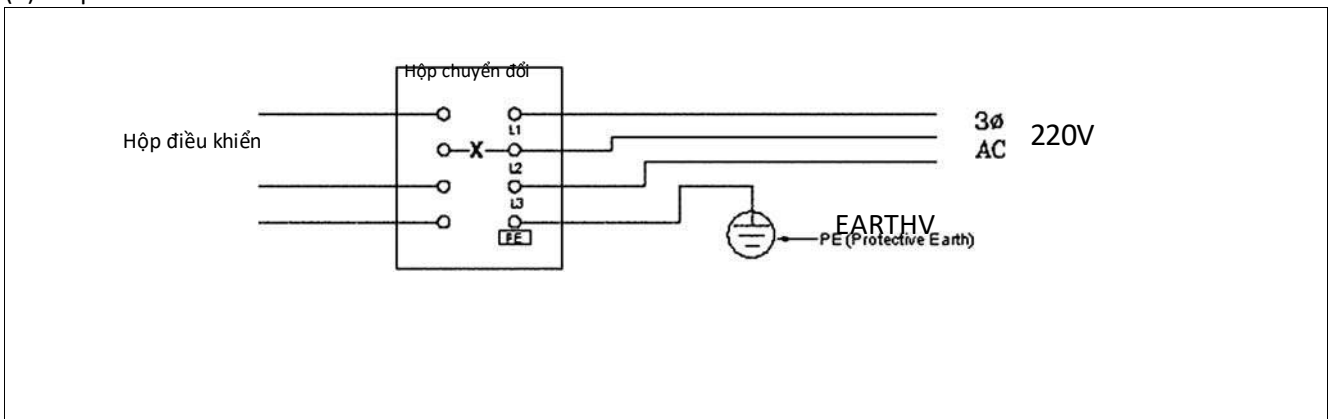 Hộp chuyển đổi
Hộp điều khiển
L1
X
L2
L3
PE
3ø
AC
220V
EARTHV
PE (Protective Earth)